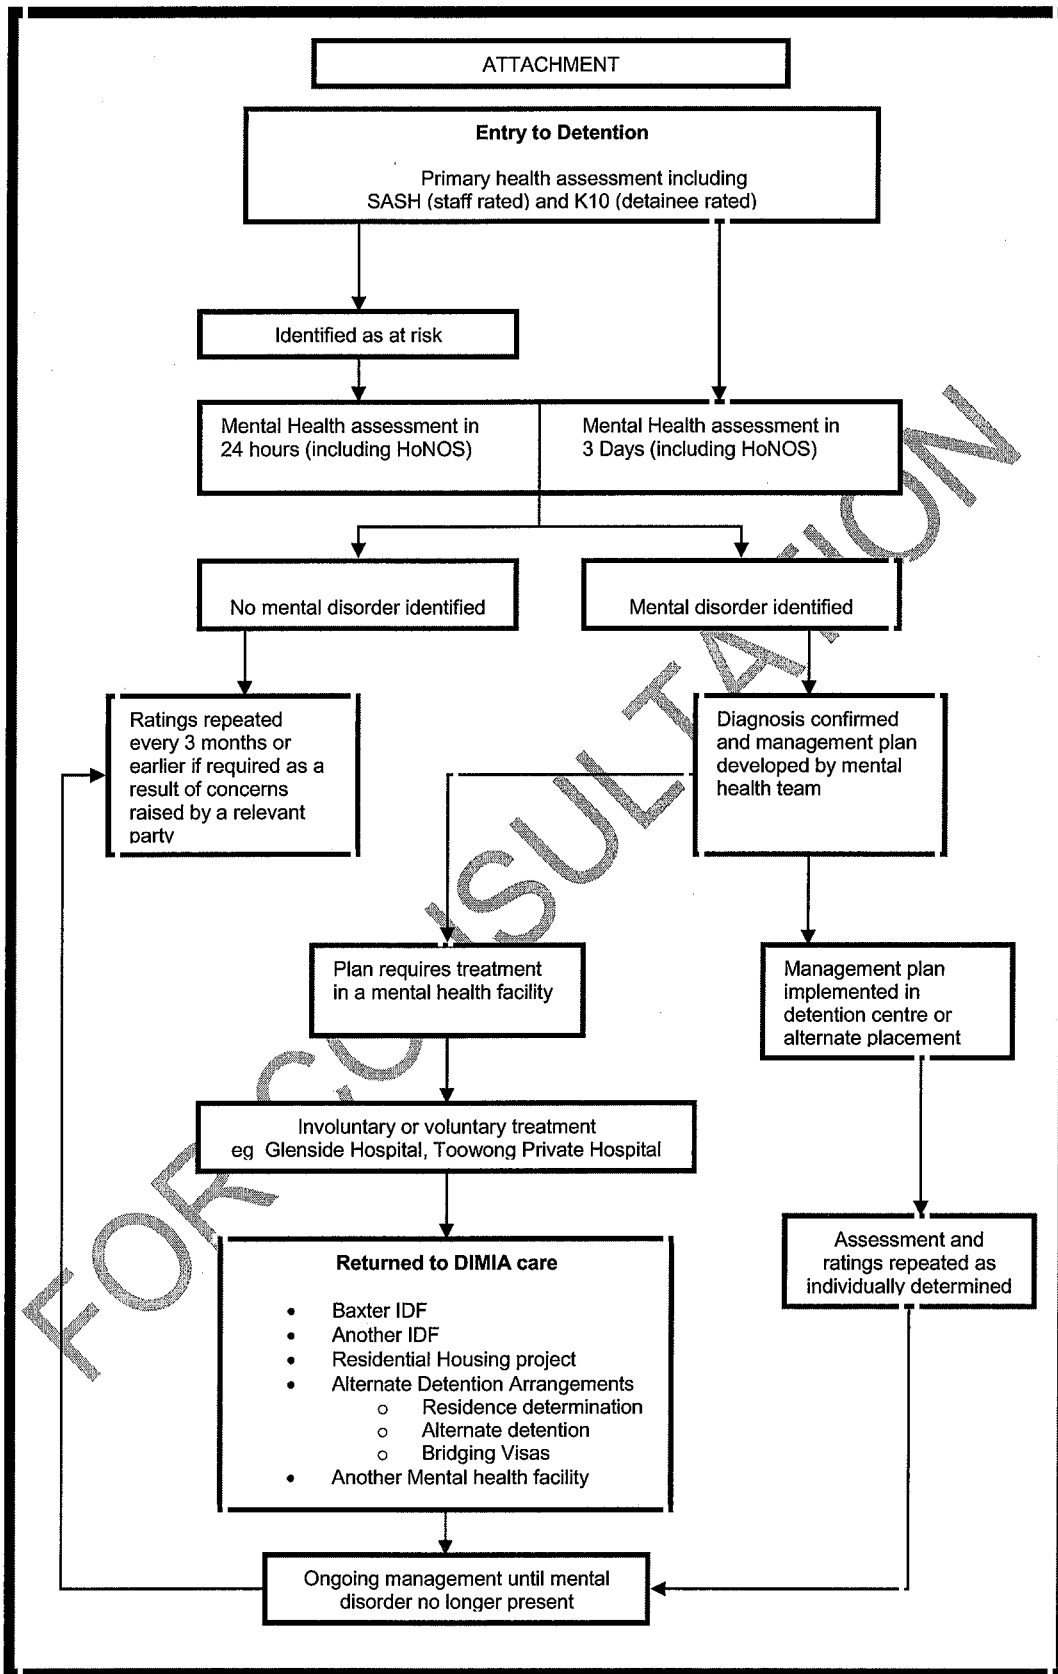 ATTACHMENT
Entry to Detention
Primary health assessment including
SASH (staff rated) and K10 (detainee rated)
Identified as at risk
Mental Health assessment in
24 hours (including HoNOS)
Mental Health assessment in
3 Days (including HoNOS)
No mental disorder identified
Mental disorder identified
Ratings repeated
every 3 months or
earlier if required as a
result of concerns
raised by a relevant
party
Diagnosis confirmed
and management plan
developed by mental
health team
Plan requires treatment
in a mental health facility
Management plan
implemented in
detention centre or
alternate placement
Involuntary or voluntary treatment
eg Glenside Hospital, Toowong Private Hospital
Assessment and
ratings repeated as
individually determined
Returned to DIMIA care
• Baxter IDF
• Another IDF
• Residential Housing project
• Alternate Detention Arrangements
o Residence determination
o Alternate detention
o Bridging Visas
• Another Mental health facility
Ongoing management until mental
disorder no longer present
FOR CONSULTATION